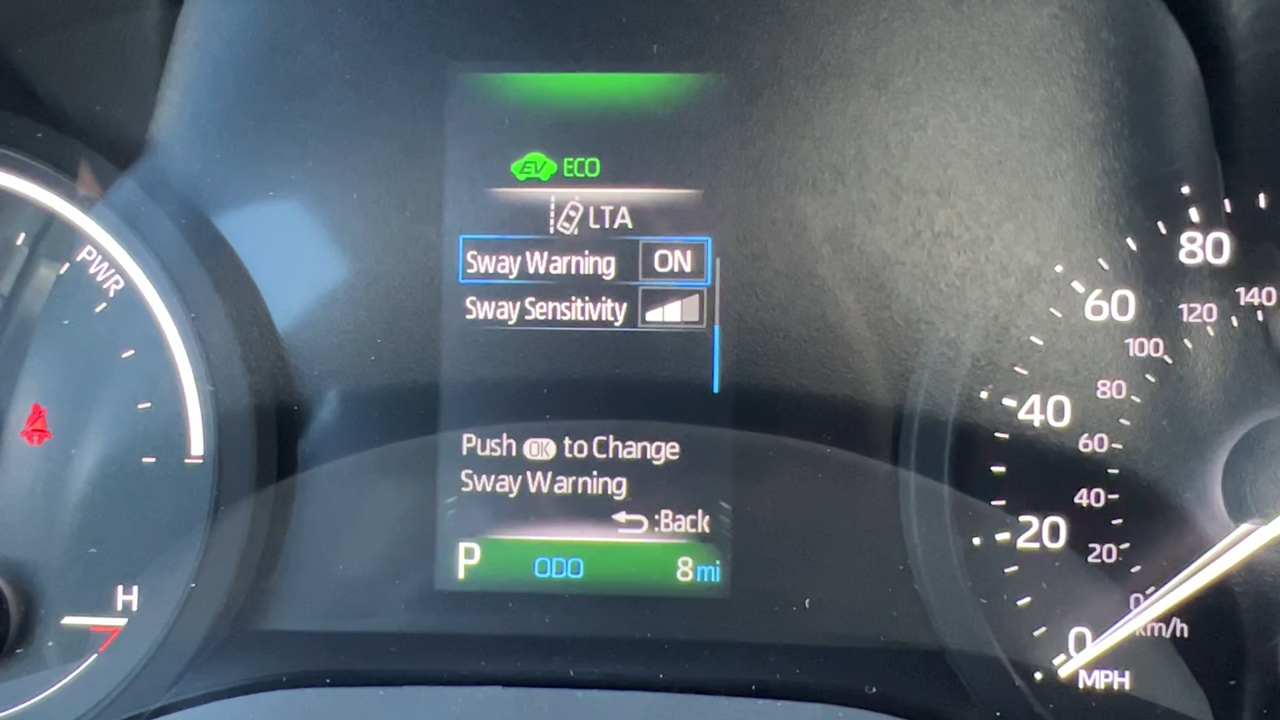 EV ECO
LTA
Sway Warning ON
Sway Sensitivity
Push OK to Change
Sway Warning
:Back
P ODO 8 mi
PWR
H
80
60
40
20
0
MPH
140
120
100
80
60
40
20
0
km/h